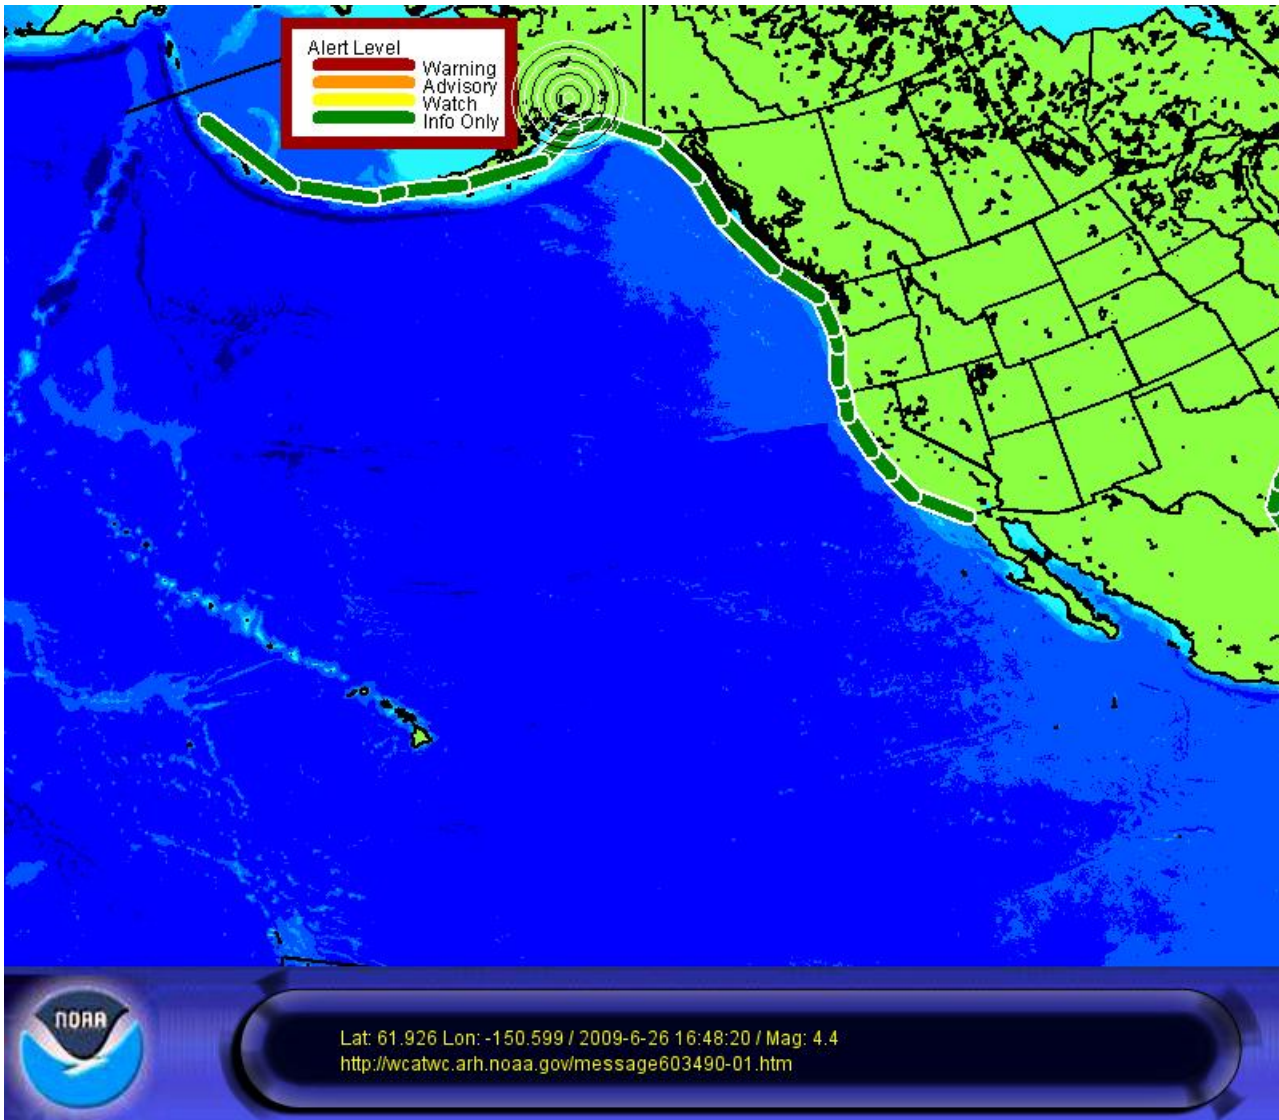 Alert Level
Warning
Advisory
Watch
Info Only
NOAA
Lat: 61.926 Lon: -150.599 / 2009-6-26 16:48:20 / Mag: 4.4
http://wcatwc.arh.noaa.gov/message603490-01.htm